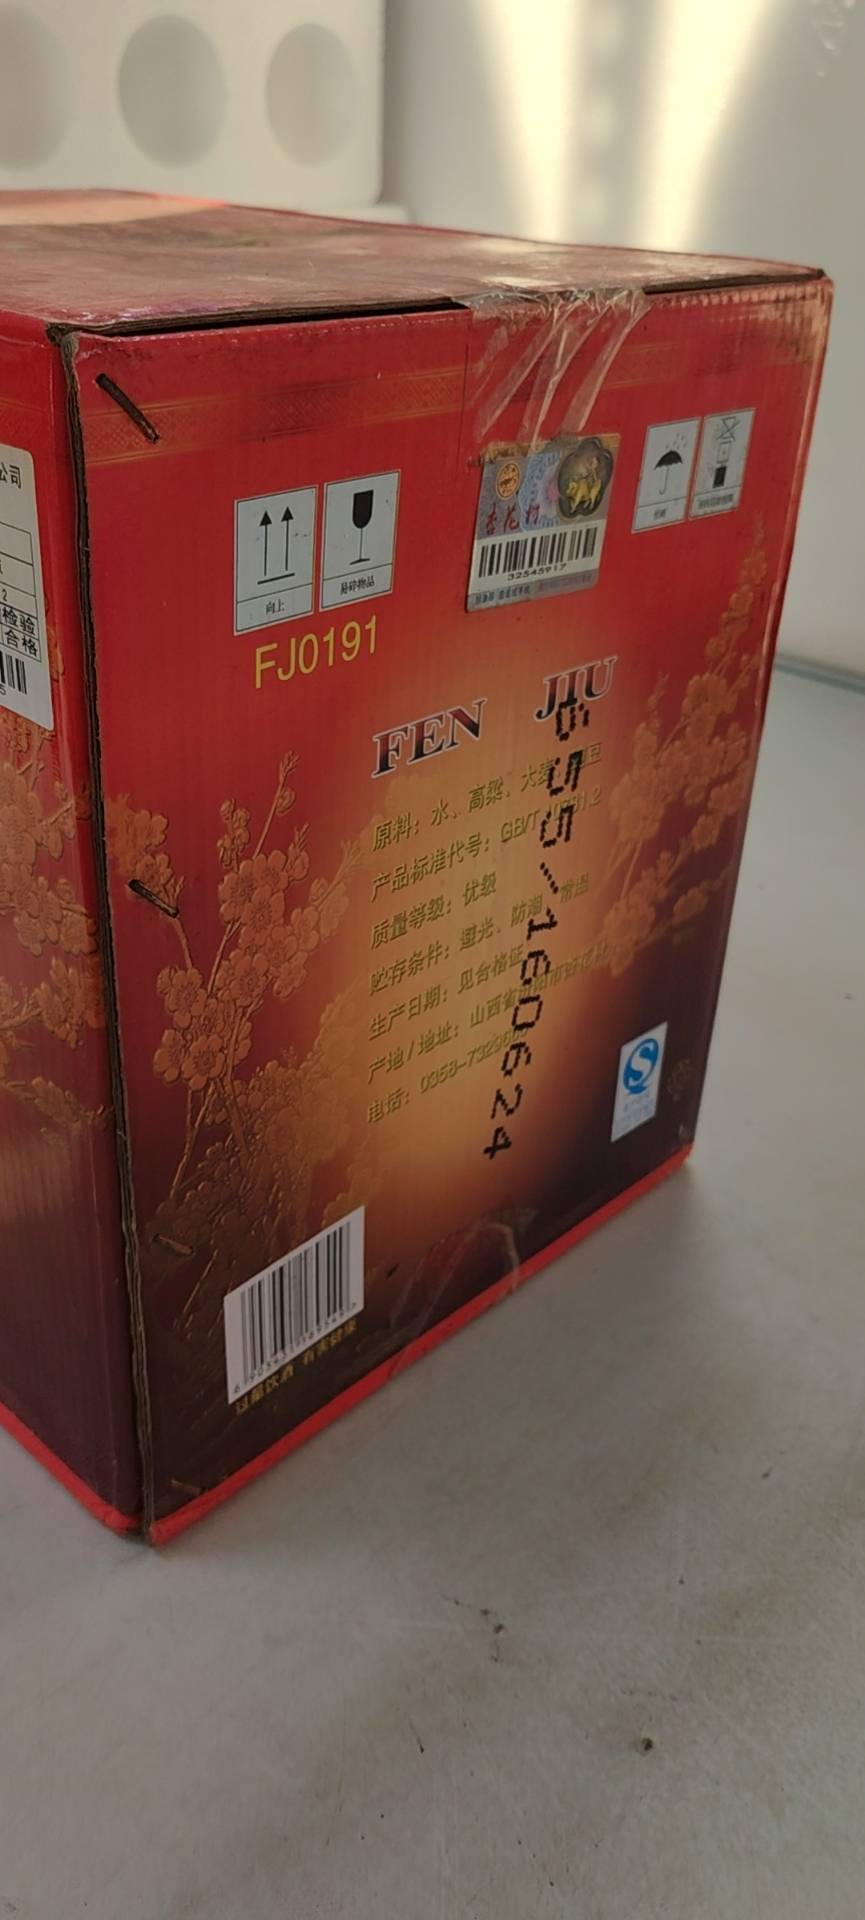 公司
2
检验
合格
5
向上
易碎物品
杏花村
32545917
FJ0191
FEN JIU
原料：水、高粱、大麦、豆
产品标准代号：GB/T 10781.2
质量等级：优级
贮存条件：避光、防潮、常温
生产日期：见合格证
产地/地址：山西省汾阳市杏花村
电话：0358-7329
655/160624
S
过量饮酒 有害健康